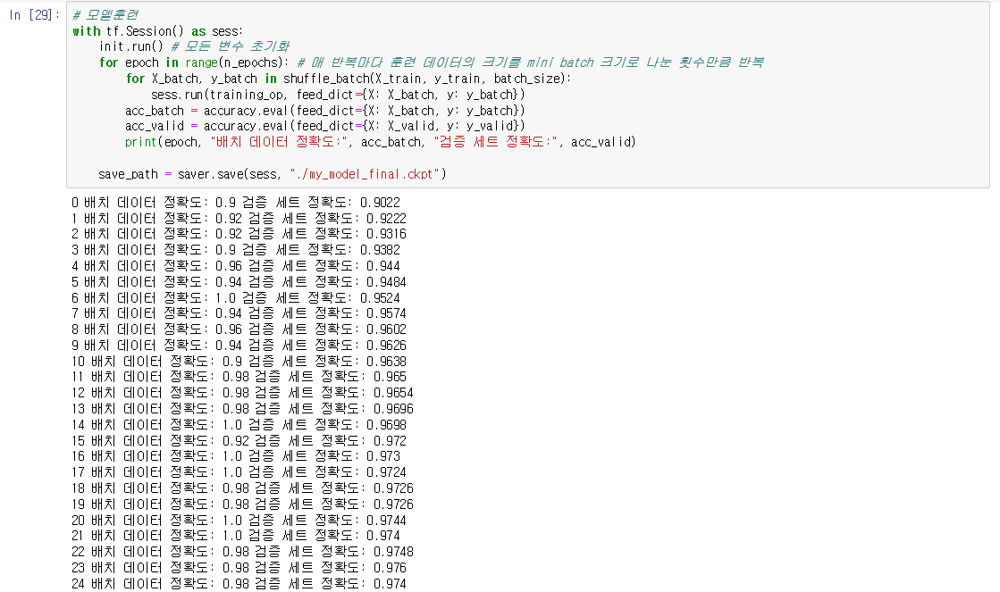 In [29]:
# 모델훈련
with tf.Session() as sess:
    init.run() # 모든 변수 초기화
    for epoch in range(n_epochs): # 매 반복마다 훈련 데이터의 크기를 mini batch 크기로 나눈 횟수만큼 반복
        for X_batch, y_batch in shuffle_batch(X_train, y_train, batch_size):
            sess.run(training_op, feed_dict={X: X_batch, y: y_batch})
        acc_batch = accuracy.eval(feed_dict={X: X_batch, y: y_batch})
        acc_valid = accuracy.eval(feed_dict={X: X_valid, y: y_valid})
        print(epoch, "배치 데이터 정확도:", acc_batch, "검증 세트 정확도:", acc_valid)
    save_path = saver.save(sess, "./my_model_final.ckpt")
0 배치 데이터 정확도: 0.9 검증 세트 정확도: 0.9022
1 배치 데이터 정확도: 0.92 검증 세트 정확도: 0.9222
2 배치 데이터 정확도: 0.92 검증 세트 정확도: 0.9316
3 배치 데이터 정확도: 0.9 검증 세트 정확도: 0.9382
4 배치 데이터 정확도: 0.96 검증 세트 정확도: 0.944
5 배치 데이터 정확도: 0.94 검증 세트 정확도: 0.9484
6 배치 데이터 정확도: 1.0 검증 세트 정확도: 0.9524
7 배치 데이터 정확도: 0.94 검증 세트 정확도: 0.9574
8 배치 데이터 정확도: 0.96 검증 세트 정확도: 0.9602
9 배치 데이터 정확도: 0.94 검증 세트 정확도: 0.9626
10 배치 데이터 정확도: 0.9 검증 세트 정확도: 0.9638
11 배치 데이터 정확도: 0.98 검증 세트 정확도: 0.965
12 배치 데이터 정확도: 0.98 검증 세트 정확도: 0.9654
13 배치 데이터 정확도: 0.98 검증 세트 정확도: 0.9696
14 배치 데이터 정확도: 1.0 검증 세트 정확도: 0.9698
15 배치 데이터 정확도: 0.92 검증 세트 정확도: 0.972
16 배치 데이터 정확도: 1.0 검증 세트 정확도: 0.973
17 배치 데이터 정확도: 1.0 검증 세트 정확도: 0.9724
18 배치 데이터 정확도: 0.98 검증 세트 정확도: 0.9726
19 배치 데이터 정확도: 0.98 검증 세트 정확도: 0.9726
20 배치 데이터 정확도: 1.0 검증 세트 정확도: 0.9744
21 배치 데이터 정확도: 1.0 검증 세트 정확도: 0.974
22 배치 데이터 정확도: 0.98 검증 세트 정확도: 0.9748
23 배치 데이터 정확도: 0.98 검증 세트 정확도: 0.976
24 배치 데이터 정확도: 0.98 검증 세트 정확도: 0.974